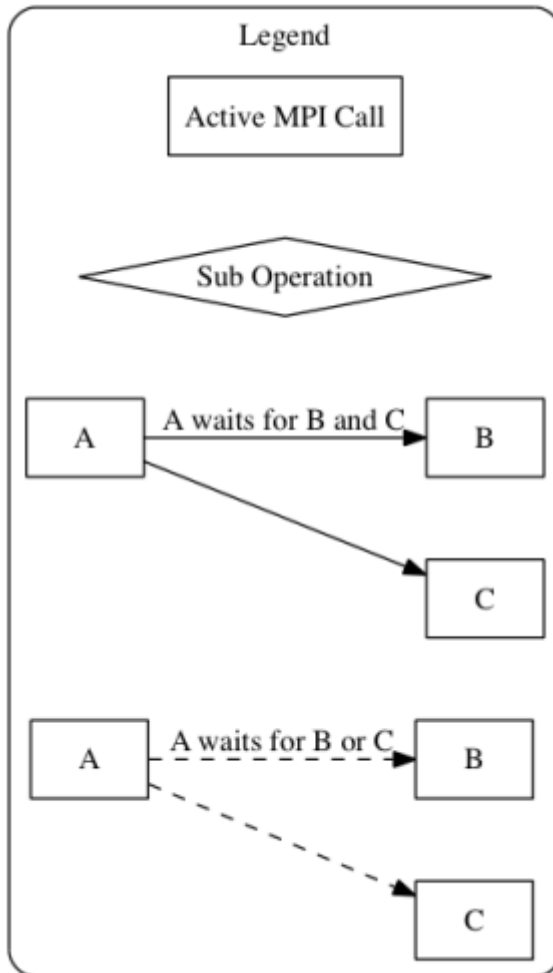 Legend
Active MPI Call
Sub Operation
A
A waits for B and C
B
C
A
A waits for B or C
B
C